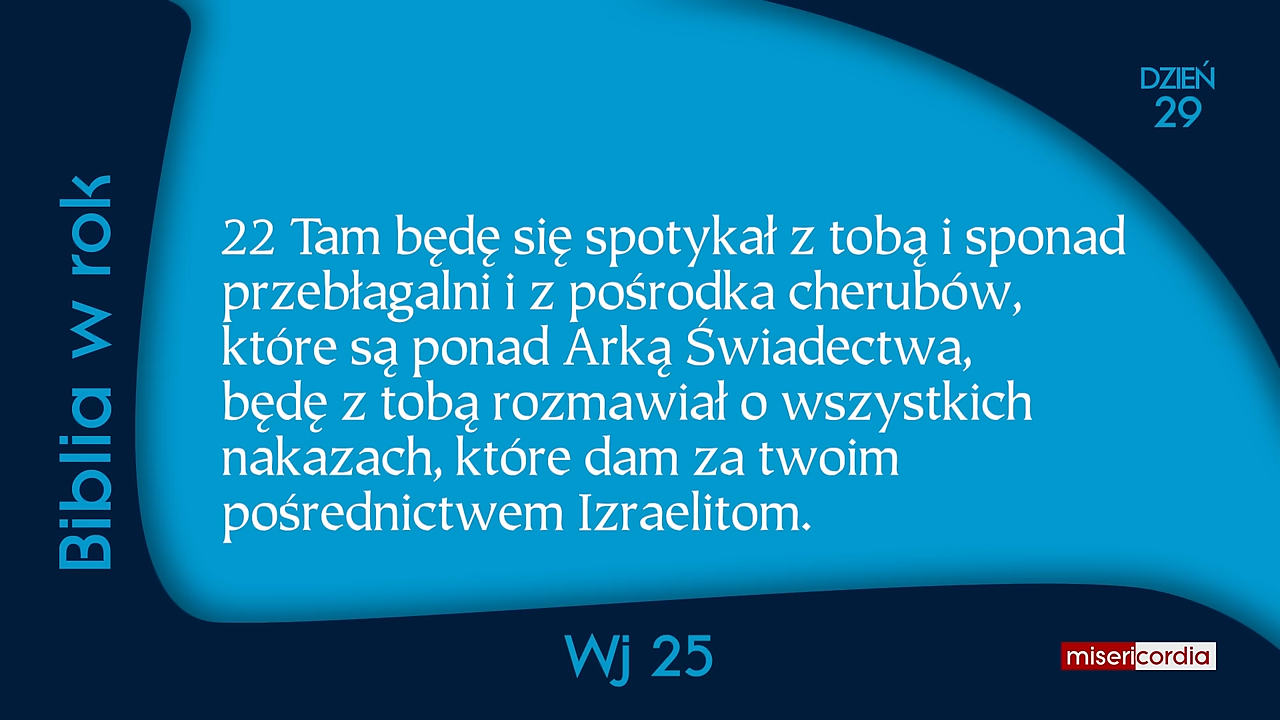 DZIEŃ
29
Biblia w rok
22 Tam będę się spotykał z tobą i sponad
przebłagalni i z pośrodka cherubów,
które są ponad Arką Świadectwa,
będę z tobą rozmawiał o wszystkich
nakazach, które dam za twoim
pośrednictwem Izraelitom.
Wj 25
misericordia